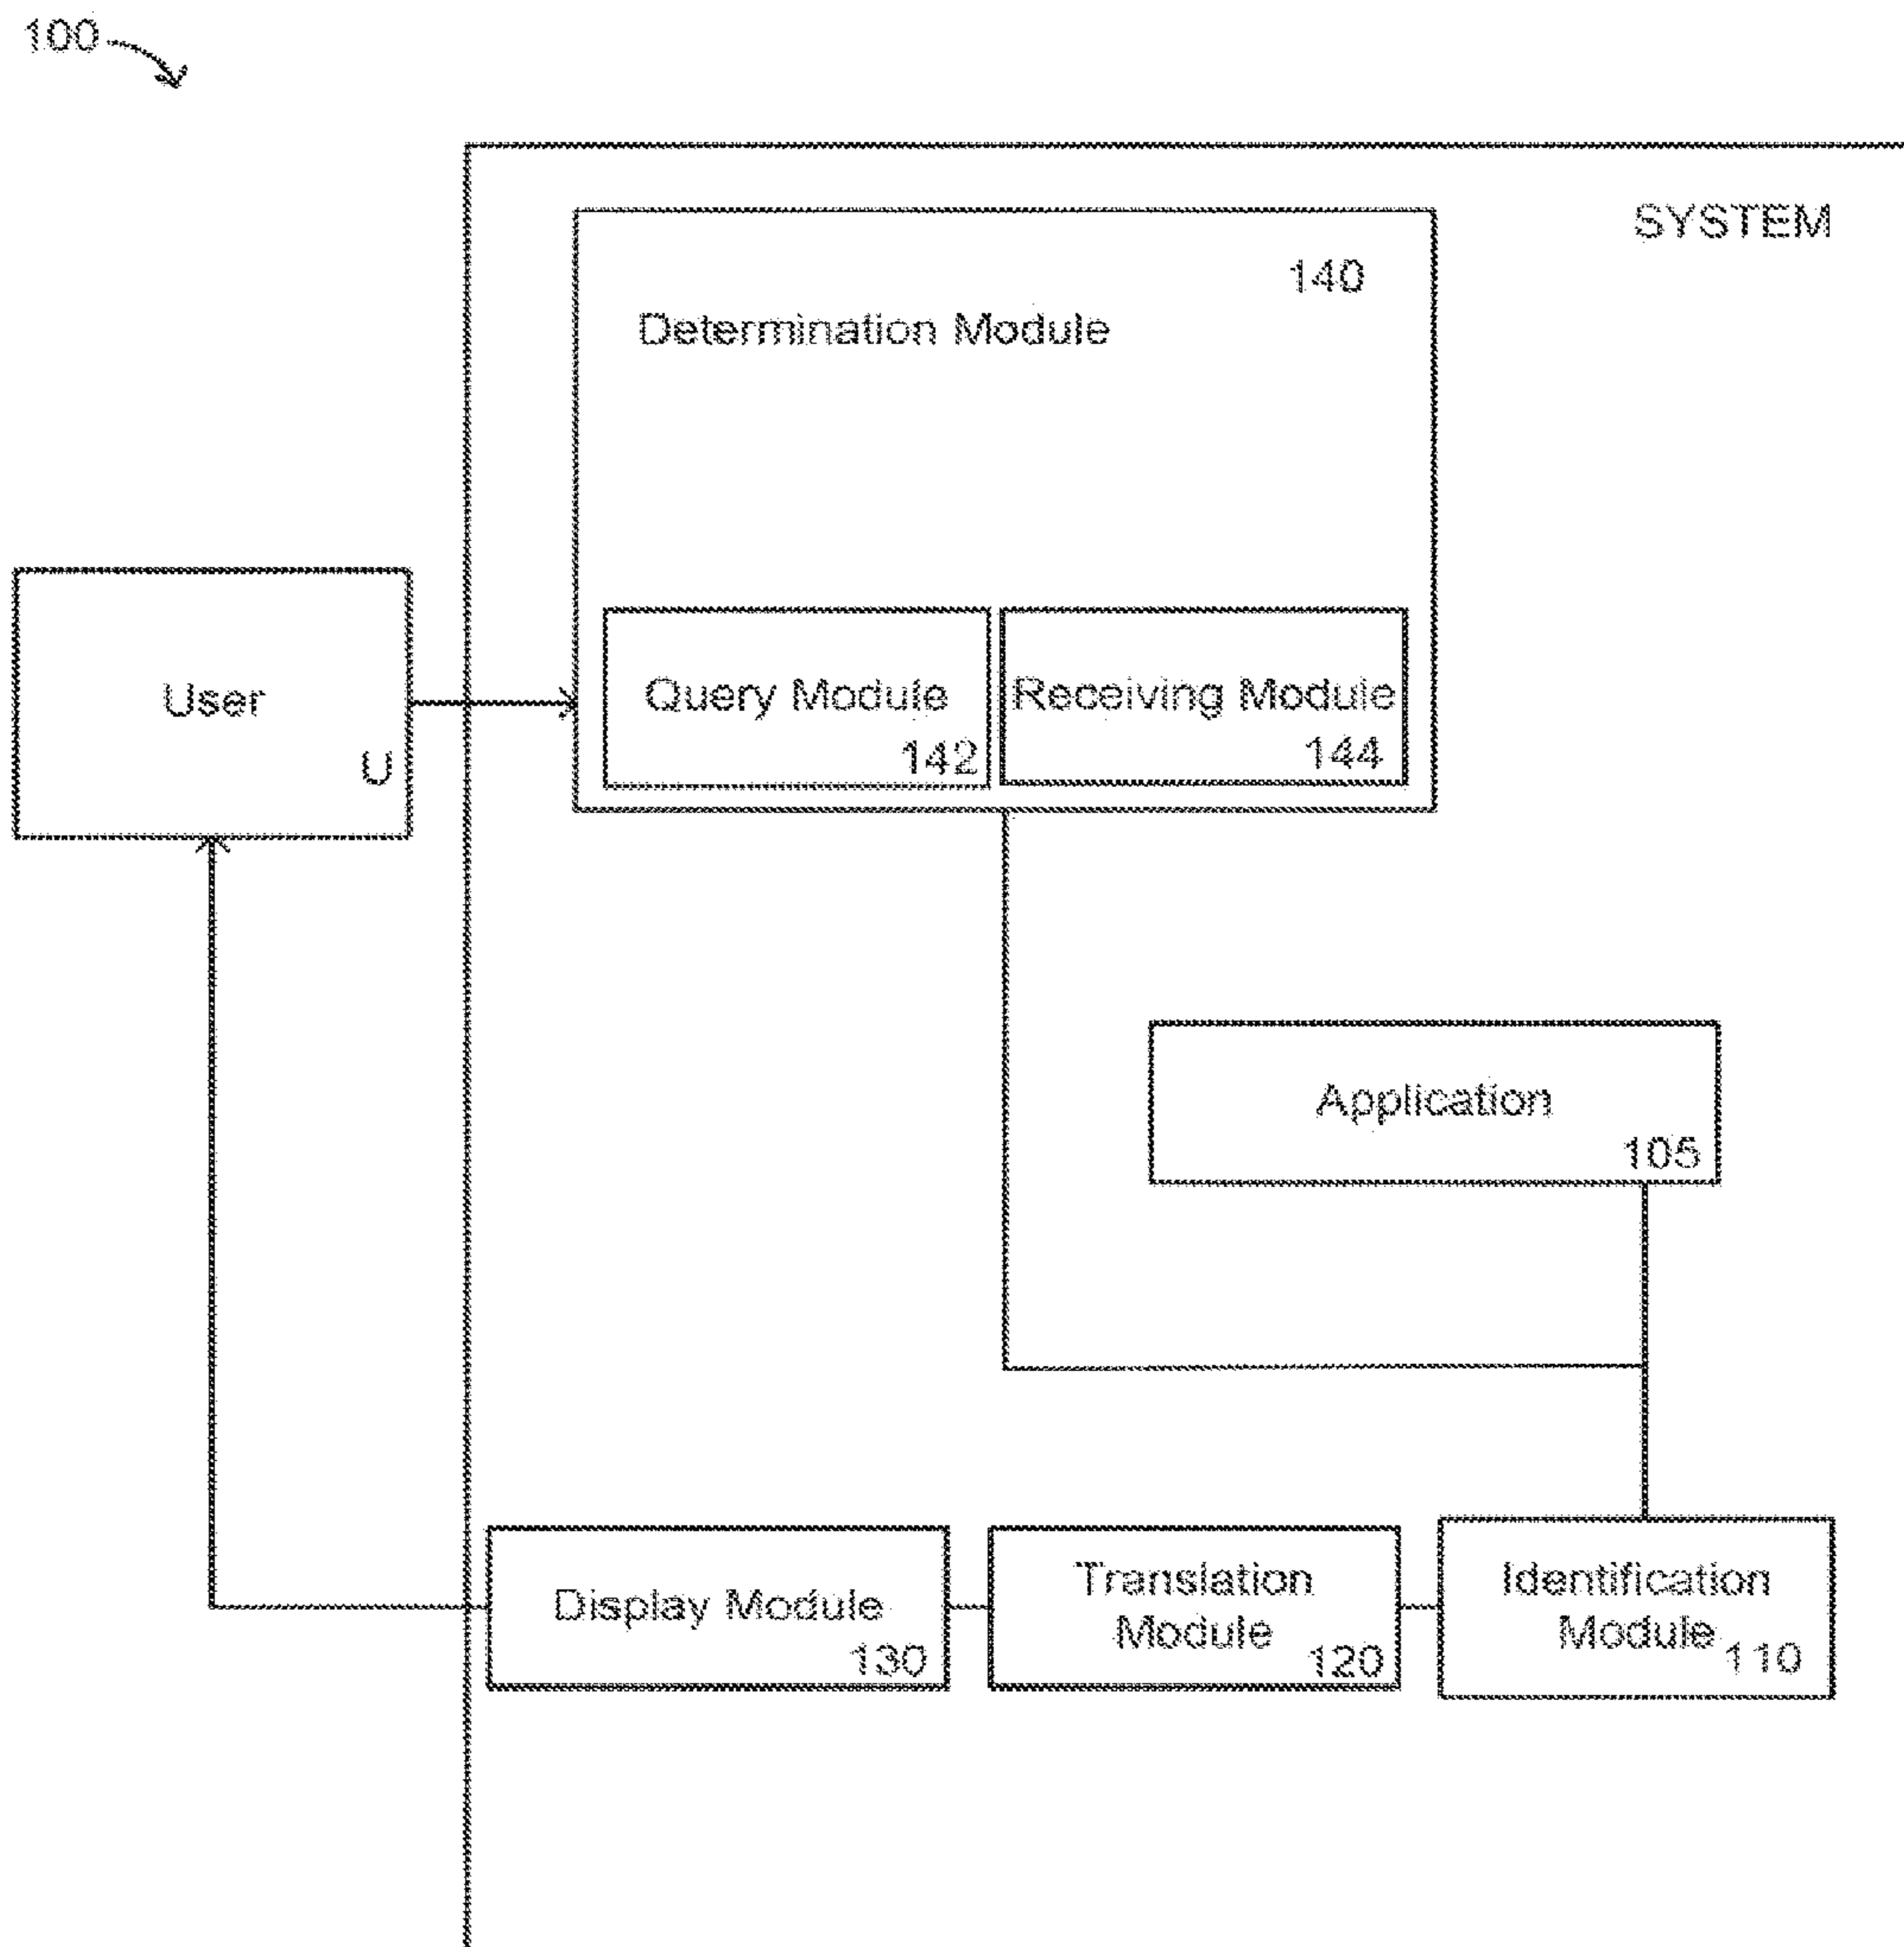 100
SYSTEM
140
Determination Module
User
U
Query Module
142
Receiving Module
144
Application
105
Display Module
130
Translation
Module
120
Identification
Module
110